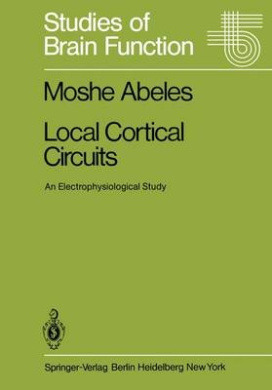 Studies of
Brain Function
Moshe Abeles
Local Cortical
Circuits
An Electrophysiological Study
Springer-Verlag Berlin Heidelberg New York